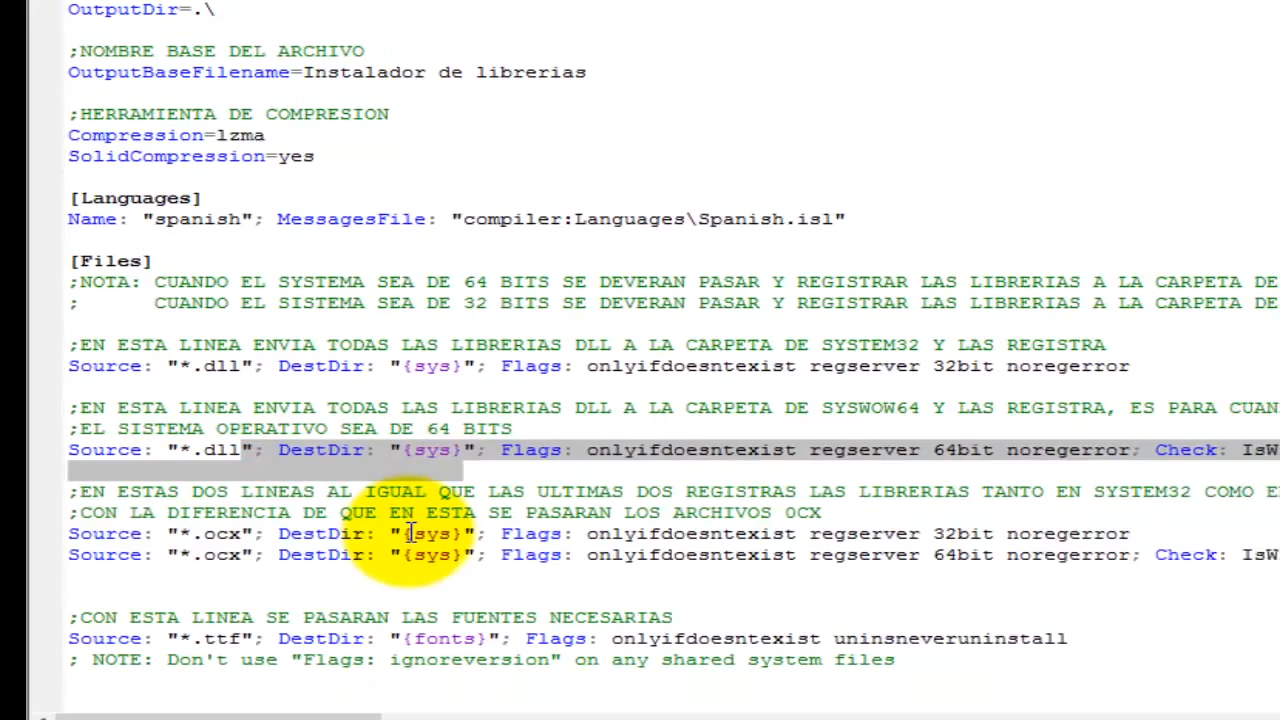 OutputDir=.\
;NOMBRE BASE DEL ARCHIVO
OutputBaseFilename=Instalador de librerias
;HERRAMIENTA DE COMPRESION
Compression=lzma
SolidCompression=yes
[Languages]
Name: "spanish"; MessagesFile: "compiler:Languages\Spanish.isl"
[Files]
;NOTA: CUANDO EL SYSTEMA SEA DE 64 BITS SE DEVERAN PASAR Y REGISTRAR LAS LIBRERIAS A LA CARPETA DE
;      CUANDO EL SISTEMA SEA DE 32 BITS SE DEVERAN PASAR Y REGISTRAR LAS LIBRERIAS A LA CARPETA DE
;EN ESTA LINEA ENVIA TODAS LAS LIBRERIAS DLL A LA CARPETA DE SYSTEM32 Y LAS REGISTRA
Source: "*.dll"; DestDir: "{sys}"; Flags: onlyifdoesntexist regserver 32bit noregerror
;EN ESTA LINEA ENVIA TODAS LAS LIBRERIAS DLL A LA CARPETA DE SYSWOW64 Y LAS REGISTRA, ES PARA CUAN
;EL SISTEMA OPERATIVO SEA DE 64 BITS
Source: "*.dll"; DestDir: "{sys}"; Flags: onlyifdoesntexist regserver 64bit noregerror; Check: IsW
;EN ESTAS DOS LINEAS AL IGUAL QUE LAS ULTIMAS DOS REGISTRAS LAS LIBRERIAS TANTO EN SYSTEM32 COMO E
;CON LA DIFERENCIA DE QUE EN ESTA SE PASARAN LOS ARCHIVOS OCX
Source: "*.ocx"; DestDir: "{sys}"; Flags: onlyifdoesntexist regserver 32bit noregerror
Source: "*.ocx"; DestDir: "{sys}"; Flags: onlyifdoesntexist regserver 64bit noregerror; Check: IsW
;CON ESTA LINEA SE PASARAN LAS FUENTES NECESARIAS
Source: "*.ttf"; DestDir: "{fonts}"; Flags: onlyifdoesntexist uninsneveruninstall
; NOTE: Don't use "Flags: ignoreversion" on any shared system files